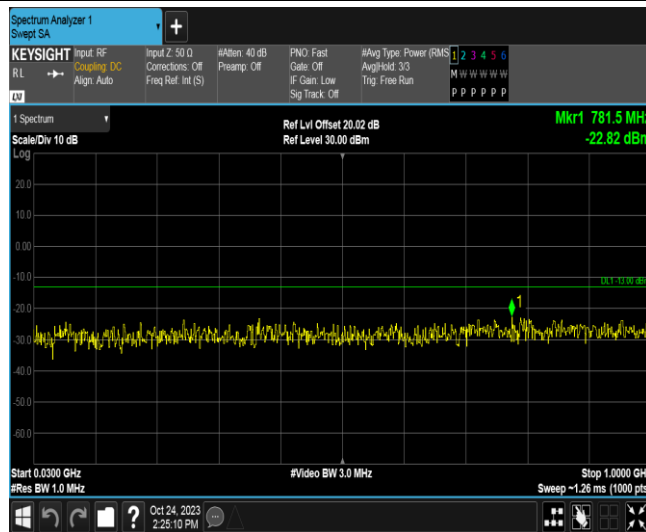 Spectrum Analyzer 1
Swept SA
+
KEYSIGHT Input: RF Input Z: 50 Ω #Atten: 40 dB PNO: Fast #Avg Type: Power (RMS 1 2 3 4 5 6
RL Coupling: DC Corrections: Off Preamp: Off Gate: Off Avg|Hold: 3/3 M W W W W W
Align: Auto Freq Ref: Int (S) IF Gain: Low Trig: Free Run
LXI Sig Track: Off P P P P P P
1 Spectrum Ref Lvl Offset 20.02 dB Mkr1 781.5 MHz
Scale/Div 10 dB Ref Level 30.00 dBm -22.82 dBm
Log
20.0
10.0
0.00
-10.0
DL1 -13.00 dBm
1
-20.0
-30.0
-40.0
-50.0
-60.0
Start 0.0300 GHz #Video BW 3.0 MHz Stop 1.0000 GH
#Res BW 1.0 MHz Sweep ~1.26 ms (1000 pts
? Oct 24, 2023
2:25:10 PM